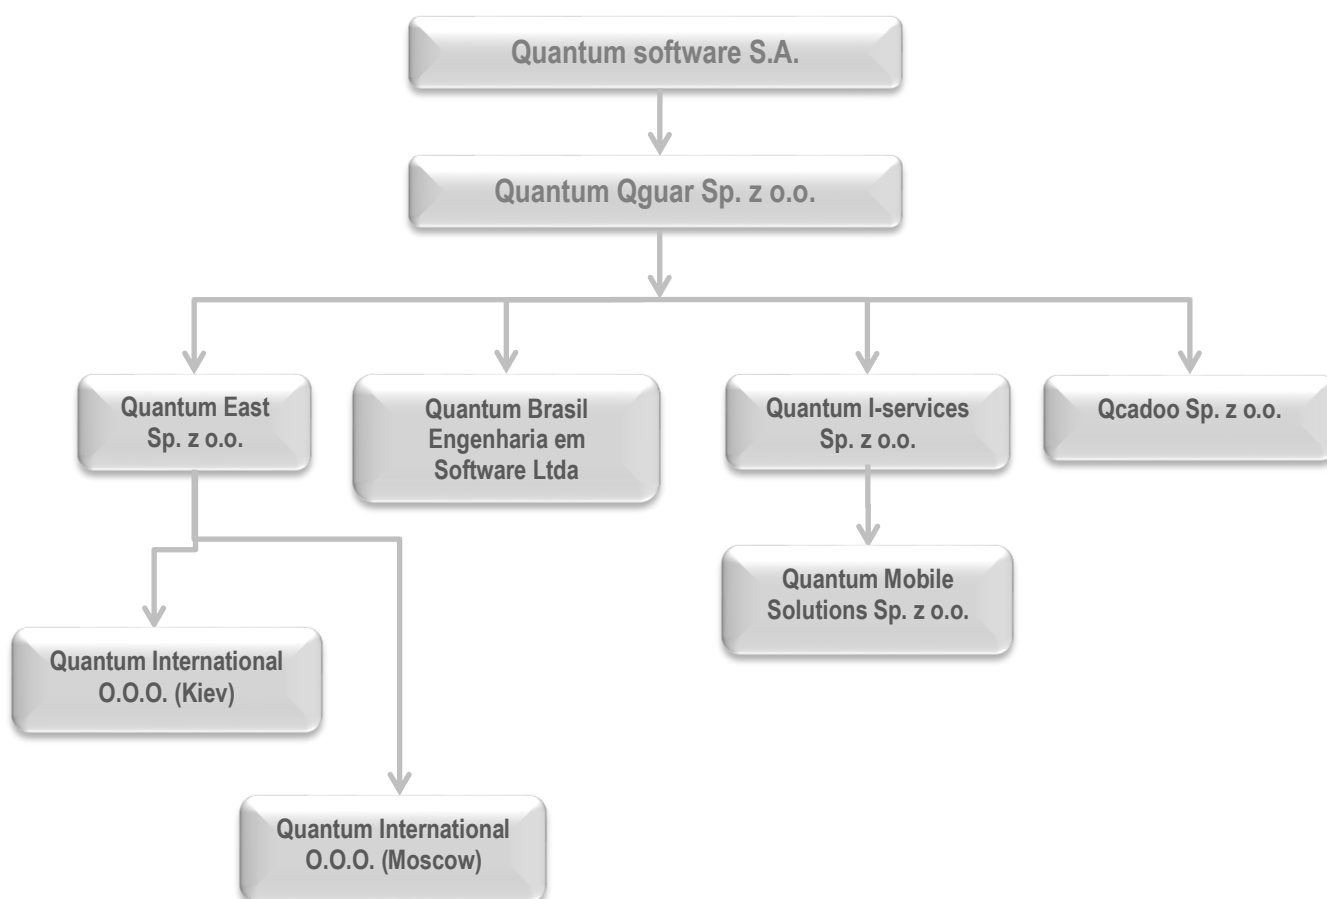 Quantum software S.A.
Quantum Qguar Sp. z o.o.
Quantum East
Sp. z o.o.
Quantum Brasil
Engenharia em
Software Ltda
Quantum I-services
Sp. z o.o.
Qcadoo Sp. z o.o.
Quantum Mobile
Solutions Sp. z o.o.
Quantum International
O.O.O. (Kiev)
Quantum International
O.O.O. (Moscow)